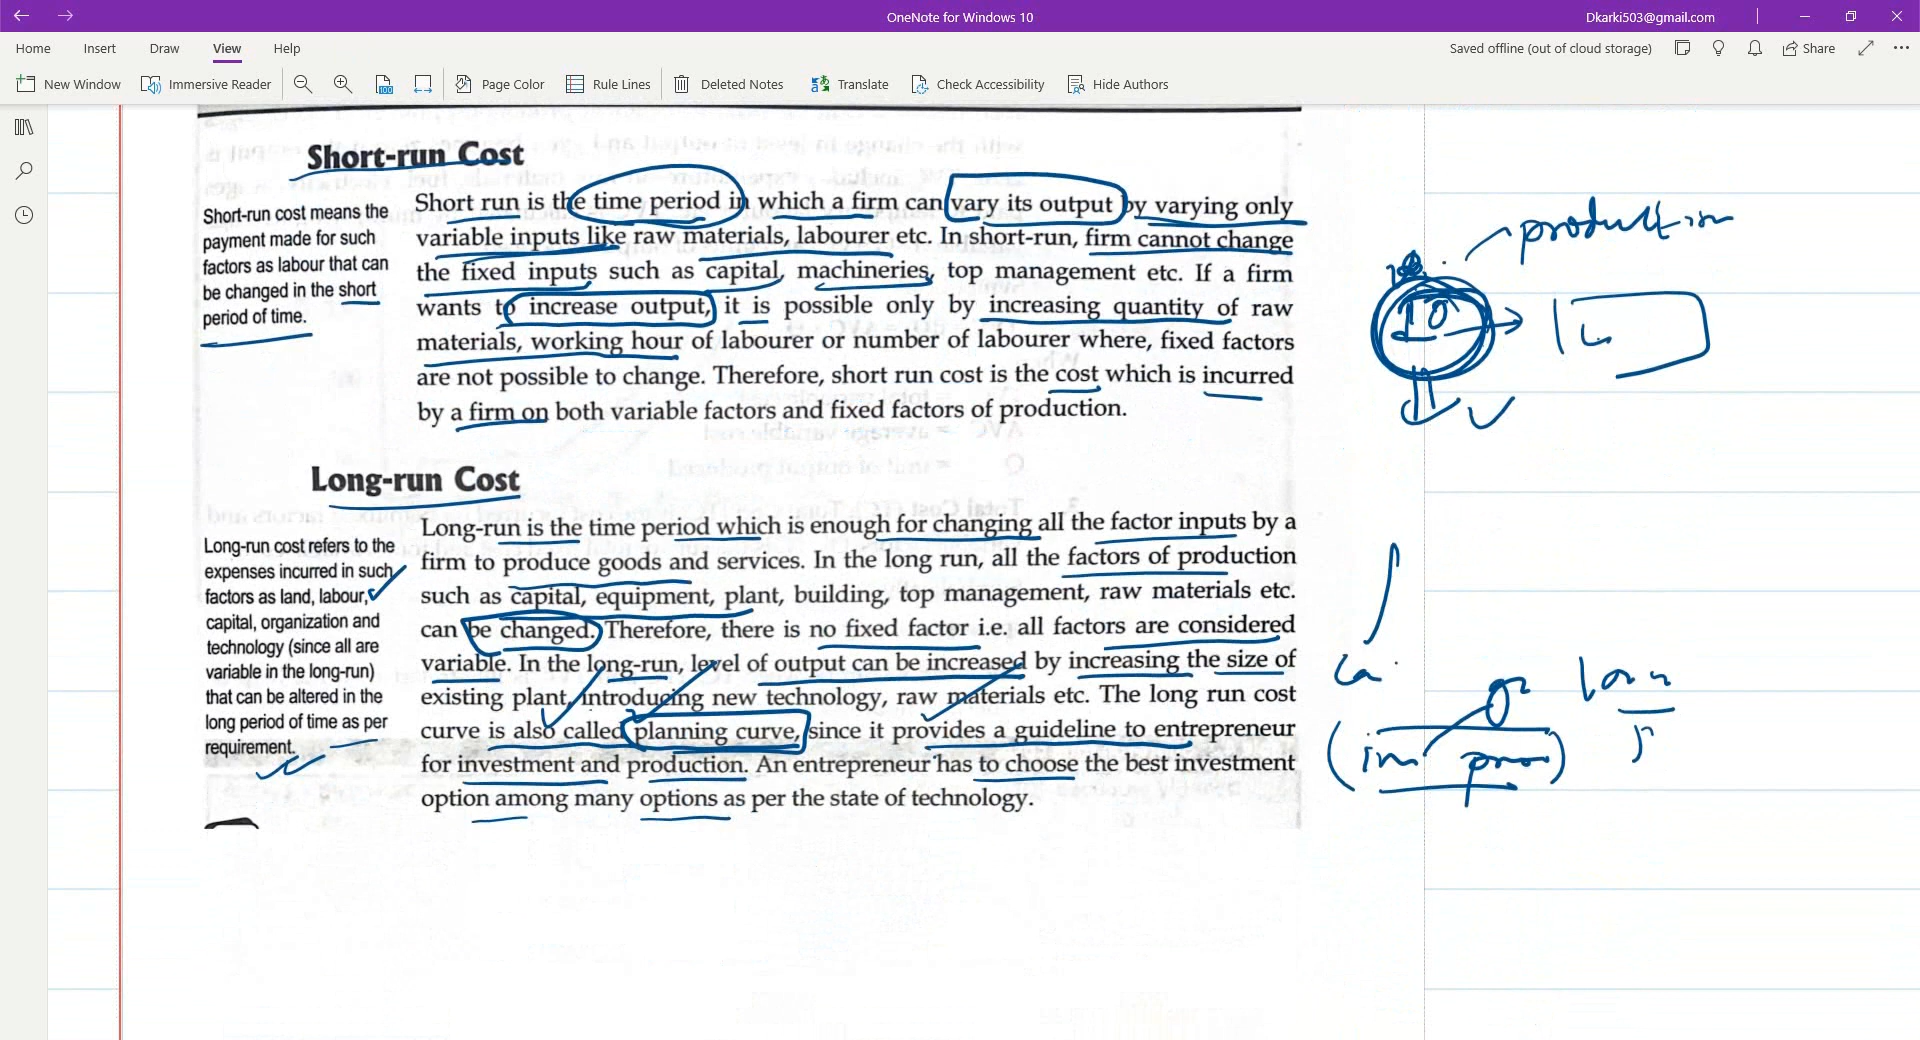 OneNote for Windows 10
Dkarki503@gmail.com
Home Insert Draw View Help
Saved offline (out of cloud storage) Share
New Window Immersive Reader Page Color Rule Lines Deleted Notes Translate Check Accessibility Hide Authors
Short-run Cost
Short-run cost means the
payment made for such
factors as labour that can
be changed in the short
period of time.
Short run is the time period in which a firm can vary its output by varying only
variable inputs like raw materials, labourer etc. In short-run, firm cannot change
the fixed inputs such as capital, machineries, top management etc. If a firm
wants to increase output, it is possible only by increasing quantity of raw
materials, working hour of labourer or number of labourer where, fixed factors
are not possible to change. Therefore, short run cost is the cost which is incurred
by a firm on both variable factors and fixed factors of production.
production
10
Long-run Cost
Long-run cost refers to the
expenses incurred in such
factors as land, labour,
capital, organization and
technology (since all are
variable in the long-run)
that can be altered in the
long period of time as per
requirement.
Long-run is the time period which is enough for changing all the factor inputs by a
firm to produce goods and services. In the long run, all the factors of production
such as capital, equipment, plant, building, top management, raw materials etc.
can be changed. Therefore, there is no fixed factor i.e. all factors are considered
variable. In the long-run, level of output can be increased by increasing the size of
existing plant, introducing new technology, raw materials etc. The long run cost
curve is also called planning curve, since it provides a guideline to entrepreneur
for investment and production. An entrepreneur has to choose the best investment
option among many options as per the state of technology.